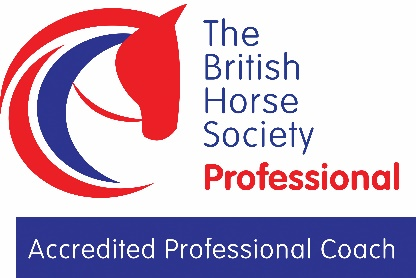 The
British
Horse
Society
Professional
Accredited Professional Coach